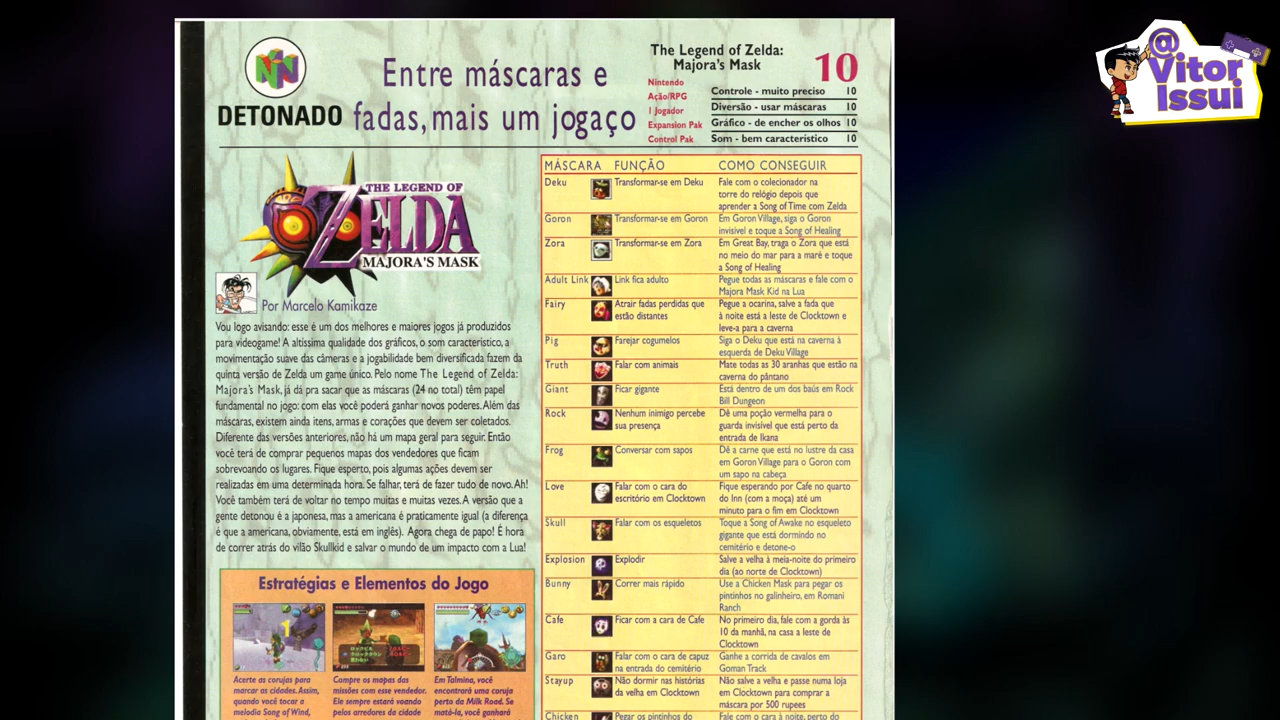 @
Vitor
Issui
N
DETONADO
Entre máscaras e
fadas, mais um jogaço
The Legend of Zelda:
Majora's Mask
10
Nintendo
Ação/RPG
1 Jogador
Expansion Pak
Control Pak
Controle - muito preciso 10
Diversão - usar máscaras 10
Gráfico - de encher os olhos 10
Som - bem característico 10
THE LEGEND OF
ZELDA
MAJORA'S MASK
Por Marcelo Kamikaze
Vou logo avisando: esse é um dos melhores e maiores jogos já produzidos
para videogame! A altíssima qualidade dos gráficos, o som característico, a
movimentação suave das câmeras e a jogabilidade bem diversificada fazem da
quinta versão de Zelda um game único. Pelo nome The Legend of Zelda:
Majora's Mask, já dá pra sacar que as máscaras (24 no total) têm papel
fundamental no jogo: com elas você poderá ganhar novos poderes. Além das
máscaras, existem ainda itens, armas e corações que devem ser coletados.
Diferente das versões anteriores, não há um mapa geral para seguir. Então
você terá de comprar pequenos mapas dos vendedores que ficam
sobrevoando os lugares. Fique esperto, pois algumas ações devem ser
realizadas em uma determinada hora. Se falhar, terá de fazer tudo de novo. Ah!
Você também terá de voltar no tempo muitas e muitas vezes. A versão que a
gente detonou é a japonesa, mas a americana é praticamente igual (a diferença
é que a americana, obviamente, está em inglês). Agora chega de papo! É hora
de correr atrás do vilão Skullkid e salvar o mundo de um impacto com a Lua!
Estratégias e Elementos do Jogo
Acerte as corujas para
marcar as cidades. Assim,
quando você tocar a
melodia Song of Wind,
Compre os mapas das
missões com esse vendedor.
Ele sempre estará voando
pelos arredores da cidade
Em Talmina, você
encontrará uma coruja
perto da Milk Road. Se
matá-la, você ganhará
MÁSCARA FUNÇÃO COMO CONSEGUIR
Deku Transformar-se em Deku Fale com o colecionador na
torre do relógio depois que
aprender a Song of Time com Zelda
Goron Transformar-se em Goron Em Goron Village, siga o Goron
invisível e toque a Song of Healing
Zora Transformar-se em Zora Em Great Bay, traga o Zora que está
no meio do mar para a maré e toque
a Song of Healing
Adult Link Link fica adulto Pegue todas as máscaras e fale com o
Majora Mask Kid na Lua
Fairy Atrair fadas perdidas que Pegue a ocarina, salve a fada que
estão distantes à noite está a leste de Clocktown e
leve-a para a caverna
Pig Farejar cogumelos Siga o Deku que está na caverna à
esquerda de Deku Village
Truth Falar com animais Mate todas as 30 aranhas que estão na
caverna do pântano
Giant Ficar gigante Está dentro de um dos baús em Rock
Bill Dungeon
Rock Nenhum inimigo percebe Dê uma poção vermelha para o
sua presença guarda invisível que está perto da
entrada de Ikana
Frog Conversar com sapos Dê a carne que está no lustre da casa
em Goron Village para o Goron com
um sapo na cabeça
Love Falar com o cara do Fique esperando por Cafe no quarto
escritório em Clocktown do Inn (com a moça) até um
minuto para o fim em Clocktown
Skull Falar com os esqueletos Toque a Song of Awake no esqueleto
gigante que está dormindo no
cemitério e detone-o
Explosion Explodir Salve a velha à meia-noite do primeiro
dia (ao norte de Clocktown)
Bunny Correr mais rápido Use a Chicken Mask para pegar os
pintinhos no galinheiro, em Romani
Ranch
Cafe Ficar com a cara de Cafe No primeiro dia, fale com a gorda às
10 da manhã, na casa a leste de
Clocktown
Garo Falar com o cara de capuz Ganhe a corrida de cavalos em
na entrada do cemitério Goman Track
Stayup Não dormir nas histórias Não salve a velha e passe numa loja
da velha em Clocktown em Clocktown para comprar a
máscara por 500 rupees
Chicken Pegar os pintinhos do Fale com o cara à noite, perto do